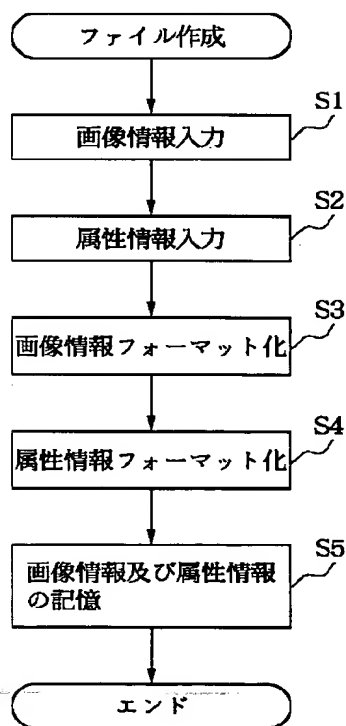 ファイル作成
S1
画像情報入力
S2
属性情報入力
S3
画像情報フォーマット化
S4
属性情報フォーマット化
S5
画像情報及び属性情報
の記憶
エンド